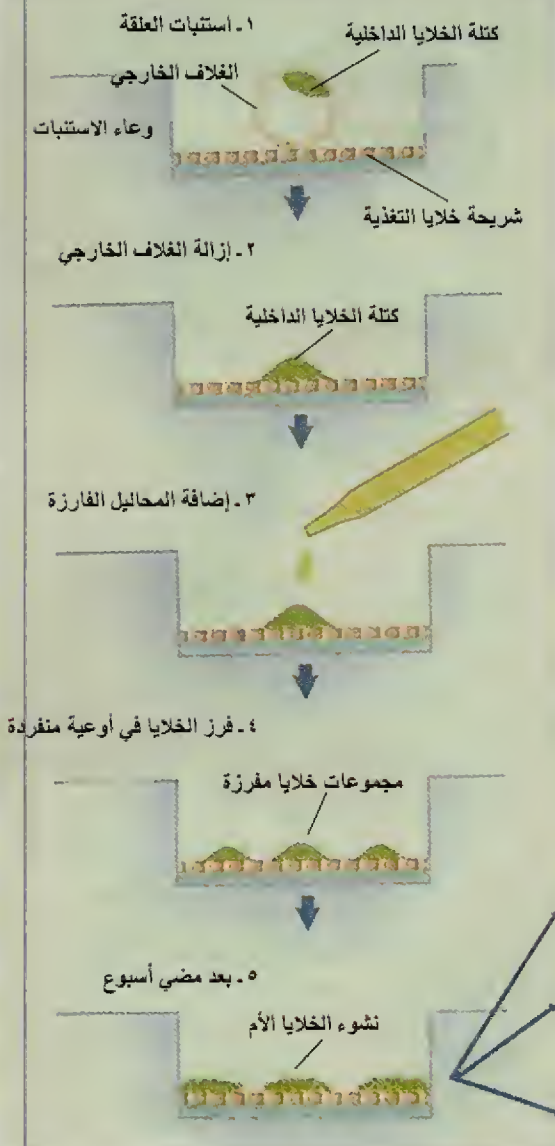 ١ ـ استنبات العلقة
كتلة الخلايا الداخلية
الغلاف الخارجي
وعاء الاستنبات
شريحة خلايا التغذية
٢ ـ إزالة الغلاف الخارجي
كتلة الخلايا الداخلية
٣ ـ إضافة المحاليل الفارزة
٤ ـ فرز الخلايا في أوعية منفردة
مجموعات خلايا مفرزة
٥ ـ بعد مضي أسبوع
نشوء الخلايا الأم